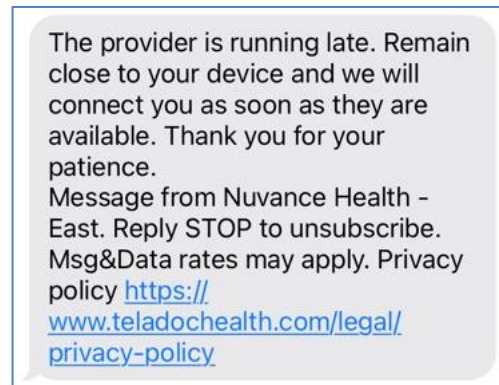 The provider is running late. Remain
close to your device and we will
connect you as soon as they are
available. Thank you for your
patience.
Message from Nuvance Health -
East. Reply STOP to unsubscribe.
Msg&Data rates may apply. Privacy
policy https://
www.teladochealth.com/legal/
privacy-policy